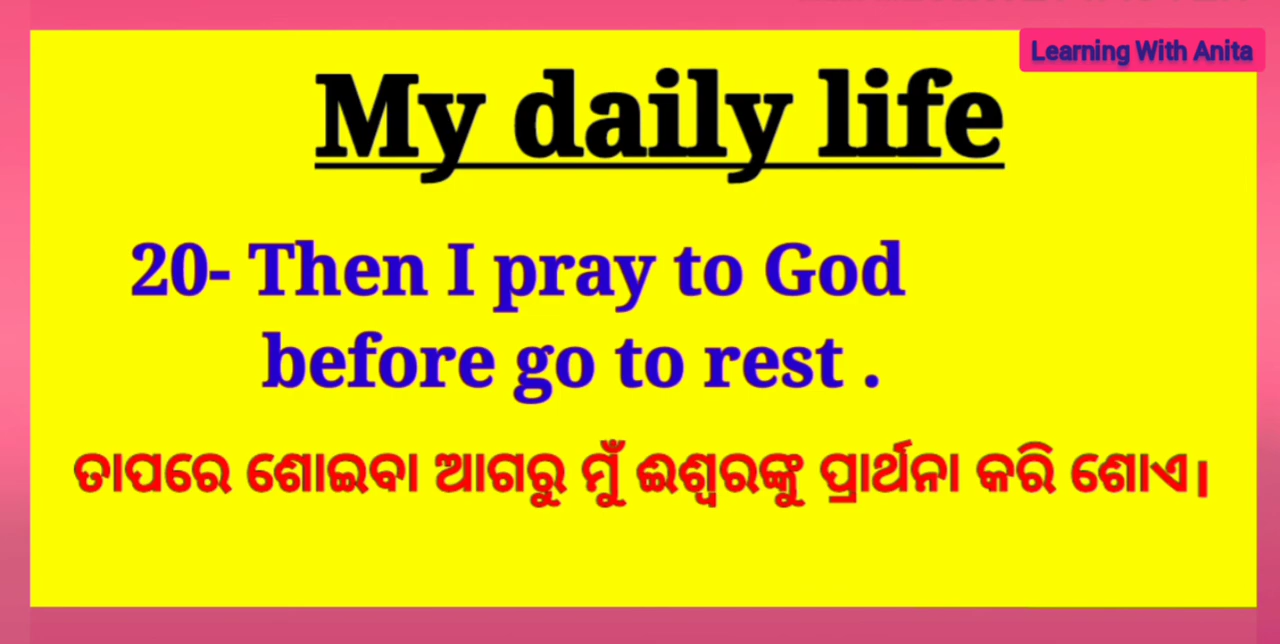 Learning With Anita
My daily life
20- Then I pray to God
before go to rest .
ତାପରେ ଶୋଇବା ଆଗରୁ ମୁଁ ଈଶ୍ୱରଙ୍କୁ ପ୍ରାର୍ଥନା କରି ଶୋଏ।